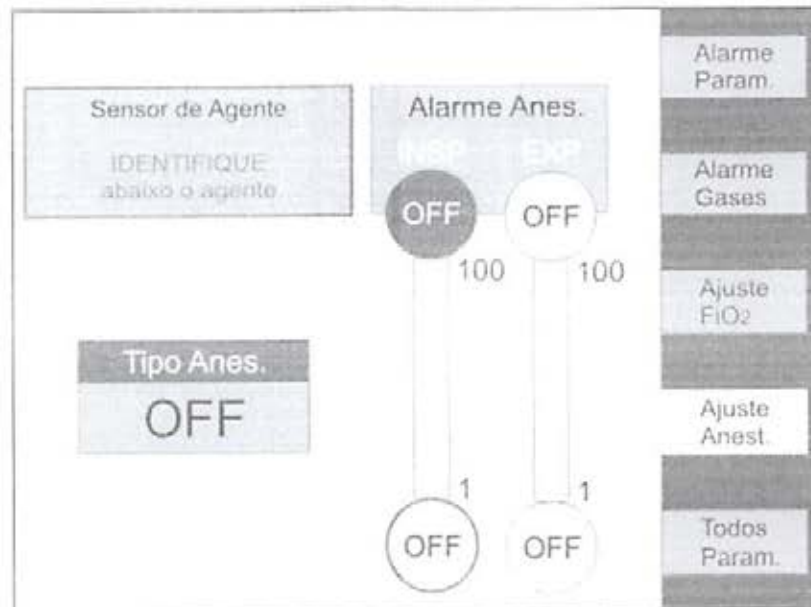 Sensor de Agente
IDENTIFIQUE
abaixo o agente.
Alarme Anes.
INSP EXP
OFF OFF
100 100
Tipo Anes.
OFF
1 1
OFF OFF
Alarme
Param.
Alarme
Gases
Ajuste
FiO2
Ajuste
Anest.
Todos
Param.